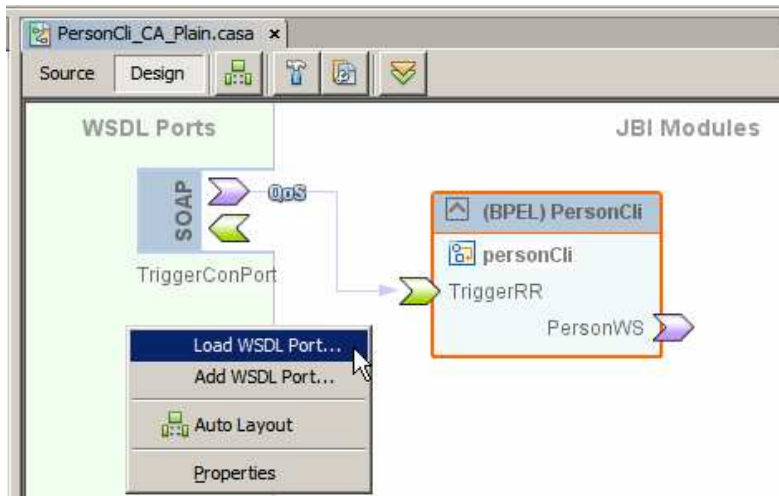 PersonCli_CA_Plain.casa ×
Source Design
WSDL Ports
JBI Modules
SOAP
QoS
TriggerConPort
(BPEL) PersonCli
personCli
TriggerRR
PersonWS
Load WSDL Port...
Add WSDL Port...
Auto Layout
Properties